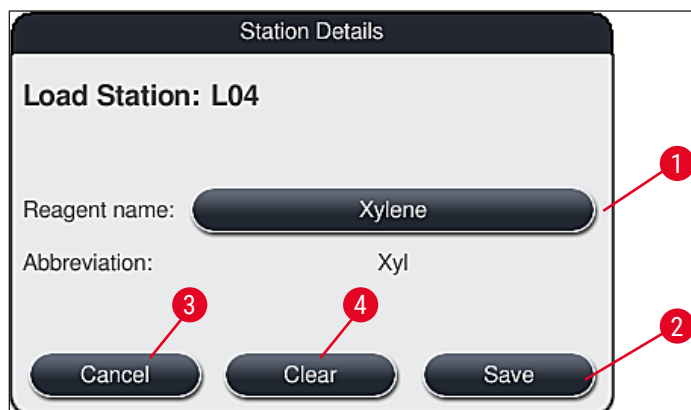 Station Details
Load Station: L04
1
Reagent name: Xylene
Abbreviation: Xyl
3 4
2
Cancel Clear Save